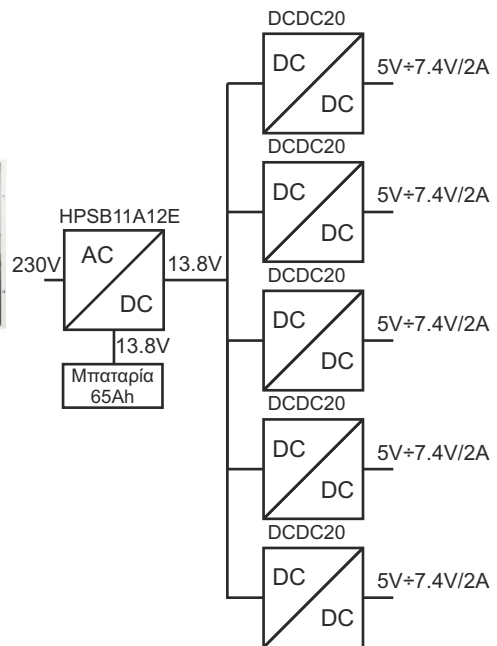 DCDC20
DC
DC
5V÷7.4V/2A
DCDC20
DC
DC
5V÷7.4V/2A
HPSB11A12E
230V
AC
DC
13.8V
13.8V
Μπαταρία
65Ah
DCDC20
DC
DC
5V÷7.4V/2A
DCDC20
DC
DC
5V÷7.4V/2A
DCDC20
DC
DC
5V÷7.4V/2A